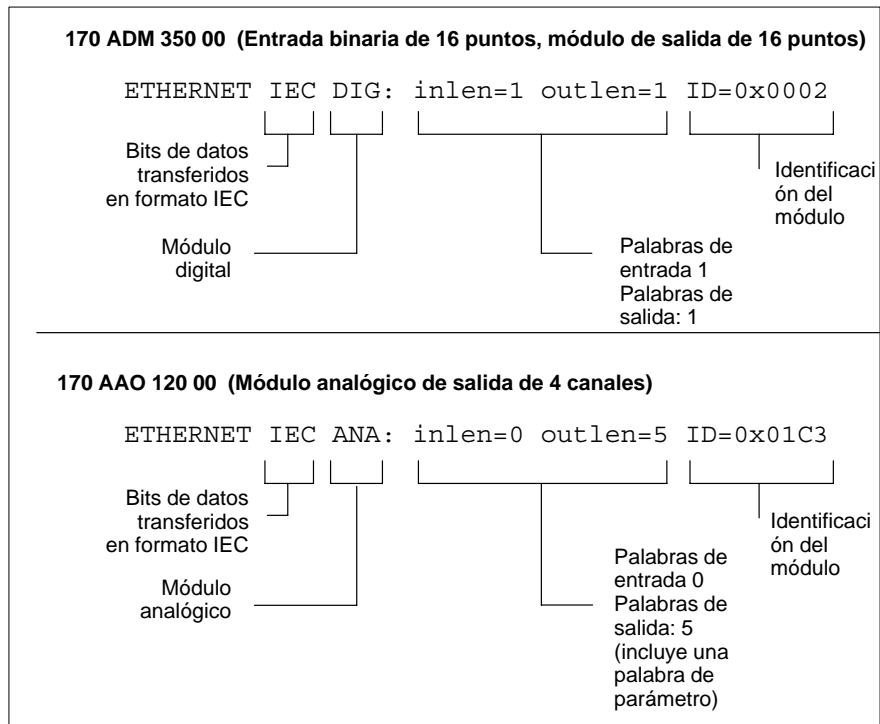 170 ADM 350 00 (Entrada binaria de 16 puntos, módulo de salida de 16 puntos)
ETHERNET IEC DIG: inlen=1 outlen=1 ID=0x0002
Bits de datos
transferidos
en formato IEC
Módulo
digital
Palabras de
entrada 1
Palabras de
salida: 1
Identificaci
ón del
módulo
170 AAO 120 00 (Módulo analógico de salida de 4 canales)
ETHERNET IEC ANA: inlen=0 outlen=5 ID=0x01C3
Bits de datos
transferidos
en formato IEC
Módulo
analógico
Palabras de
entrada 0
Palabras de
salida: 5
(incluye una
palabra de
parámetro)
Identificaci
ón del
módulo